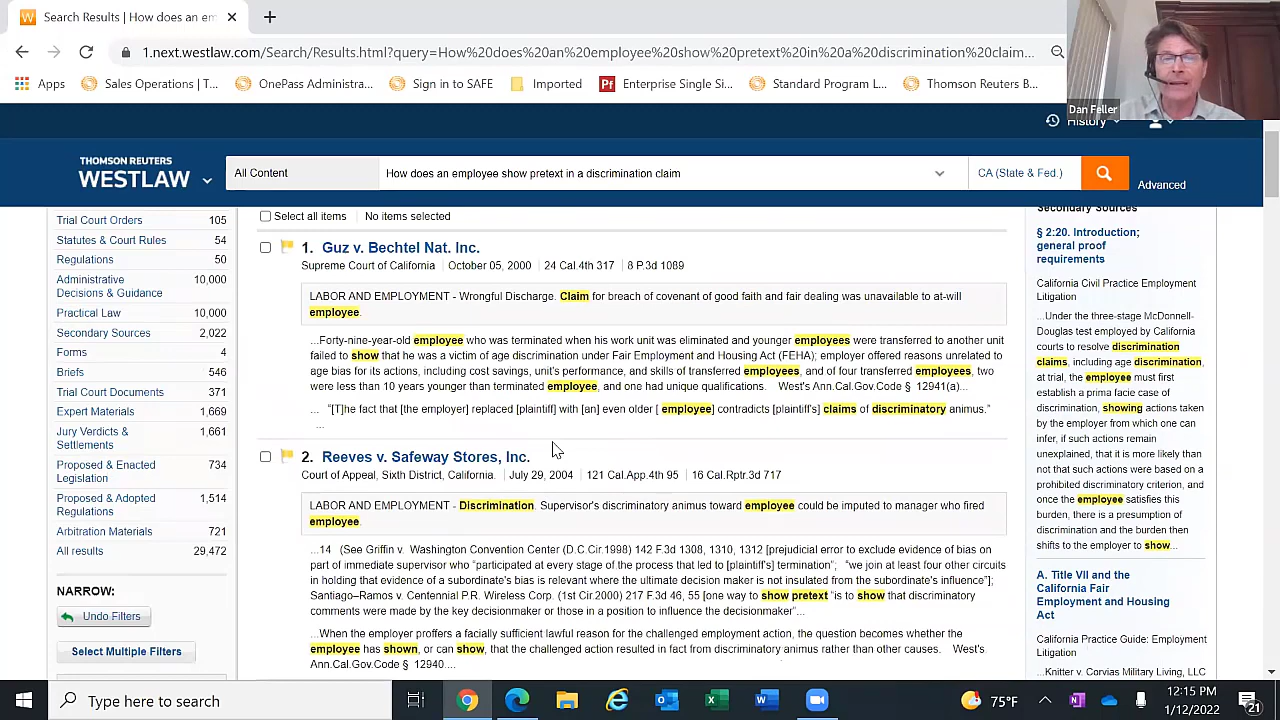 Search Results | How does an em
1.next.westlaw.com/Search/Results.html?query=How%20does%20an%20employee%20show%20pretext%20in%20a%20discrimination%20claim...
Apps
Sales Operations | T...
OnePass Administra...
Sign in to
Imported
Enterprise Single Si...
Standard Program L...
Thomson Reuters B...
Dan Feller
History
THOMSON REUTERS
WESTLAW
All Content
How does an employee show pretext in a discrimination claim
CA (State & Fed.)
Advanced
Trial Court Orders 105
Statutes & Court Rules 54
Regulations 50
Administrative Decisions & Guidance 10,000
Practical Law 10,000
Secondary Sources 2,022
Forms 4
Briefs 546
Trial Court Documents 371
Expert Materials 1,669
Jury Verdicts & Settlements 1,661
Proposed & Enacted Legislation 734
Proposed & Adopted Regulations 1,514
Arbitration Materials 721
All results 29,472
NARROW:
Undo Filters
Select Multiple Filters
Select all items No items selected
1. Guz v. Bechtel Nat. Inc.
Supreme Court of California October 05, 2000 24 Cal.4th 317 8 P.3d 1089
LABOR AND EMPLOYMENT - Wrongful Discharge. Claim for breach of covenant of good faith and fair dealing was unavailable to at-will
employee.
...Forty-nine-year-old employee who was terminated when his work unit was eliminated and younger employees were transferred to another unit
failed to show that he was a victim of age discrimination under Fair Employment and Housing Act (FEHA); employer offered reasons unrelated to
age bias for its actions including cost savings, unit's performance, and skills of transferred employees, and of four transferred employees, two
were less than six years younger than terminated employee, and one had unique qualifications. West's Ann.Cal.Gov.Code § 12941(a)...
... "[T]he fact that [the employer] replaced [plaintiff] with [an] even older [ employee] contradicts [plaintiff's] claims of discriminatory animus."
...
2. Reeves v. Safeway Stores, Inc.
Court of Appeal, Sixth District, California. July 29, 2004 121 Cal.App.4th 95 16 Cal.Rptr.3d 717
LABOR AND EMPLOYMENT - Discrimination. Supervisor's discriminatory animus toward employee could be imputed to manager who fired
employee.
...14 (See Griffin v. Washington Convention Center (D.C.Cir.1998) 142 F.3d 1308, 1310, 1312 [prejudicial error to exclude evidence of bias on
part of immediate supervisor who "participated at every stage of the process that led to [plaintiff's] termination"; "we join at least four other circuits
in holding that evidence of a subordinate's bias is relevant where the ultimate decision maker is not insulated from the subordinate's influence"];
Santiago–Ramos v. Centennial P.R. Wireless Corp. (1st Cir.2000) 217 F.3d 46, 55 [one way to show pretext "is to show that discriminatory
comments were made by the key decisionmaker or those in a position to influence the decisionmaker"...
...When the employer proffers a facially sufficient lawful reason for the challenged employment action, the question becomes whether the
employee has shown, or can show, that the challenged action resulted in fact from discriminatory animus rather than other causes. West's
Ann.Cal.Gov.Code § 12940....
Secondary Sources
§ 2:20. Introduction;
general proof
requirements
California Civil Practice Employment
Litigation
...Under the three-stage McDonnell-
Douglas test employed by California
courts to resolve discrimination
claims, including age discrimination,
at trial, the employee must first
establish a prima facie case of
discrimination, showing actions taken
by the employer from which one can
infer, if such actions remain
unexplained, that it is more likely than
not that such actions were based on a
prohibited discriminatory criterion, and
once the employee satisfies this
burden, there is a presumption of
discrimination and the burden then
shifts to the employer to show...
A. Title VII and the
California Fair
Employment and Housing
Act
California Practice Guide: Employment
Litigation
...Knitter v. Corvias Military Living, LLC
Type here to search
75°F
12:15 PM
1/12/2022
21